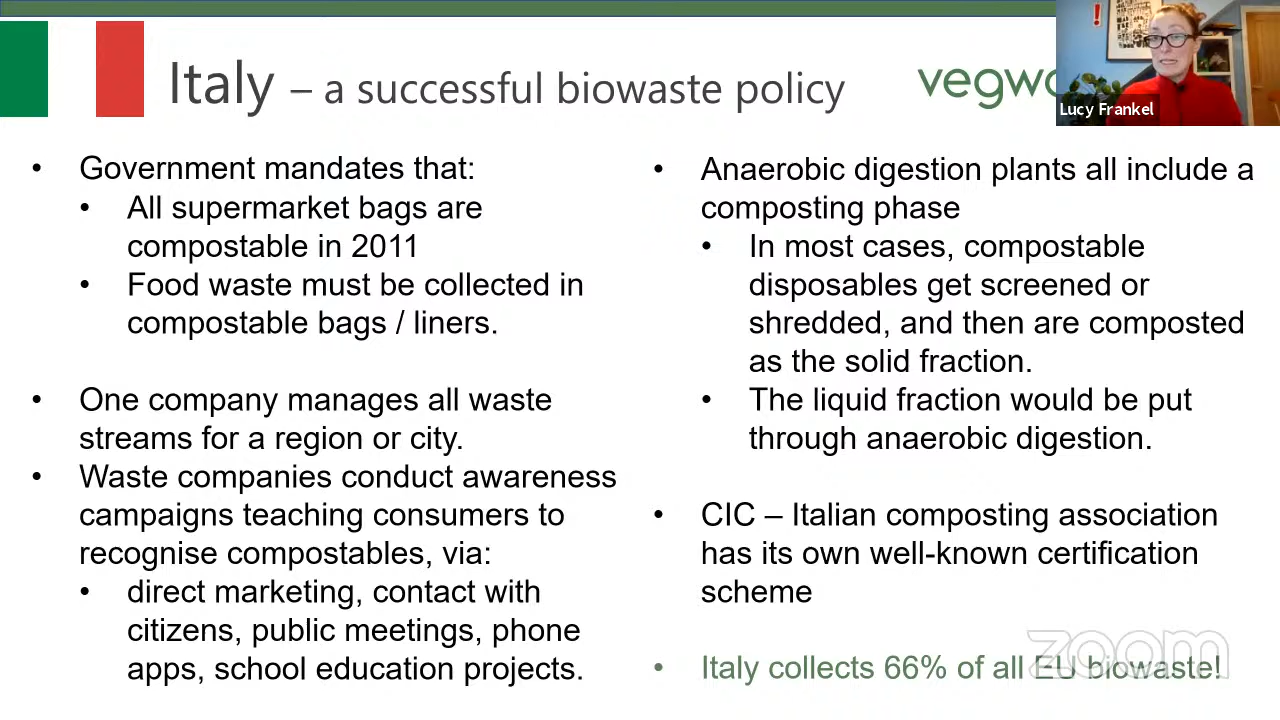 Italy – a successful biowaste policy
vegw
Lucy Frankel
• Government mandates that:
• All supermarket bags are
compostable in 2011
• Food waste must be collected in
compostable bags / liners.
• One company manages all waste
streams for a region or city.
• Waste companies conduct awareness
campaigns teaching consumers to
recognise compostables, via:
• direct marketing, contact with
citizens, public meetings, phone
apps, school education projects.
• Anaerobic digestion plants all include a
composting phase
• In most cases, compostable
disposables get screened or
shredded, and then are composted
as the solid fraction.
• The liquid fraction would be put
through anaerobic digestion.
• CIC – Italian composting association
has its own well-known certification
scheme
• Italy collects 66% of all EU biowaste!
zoom